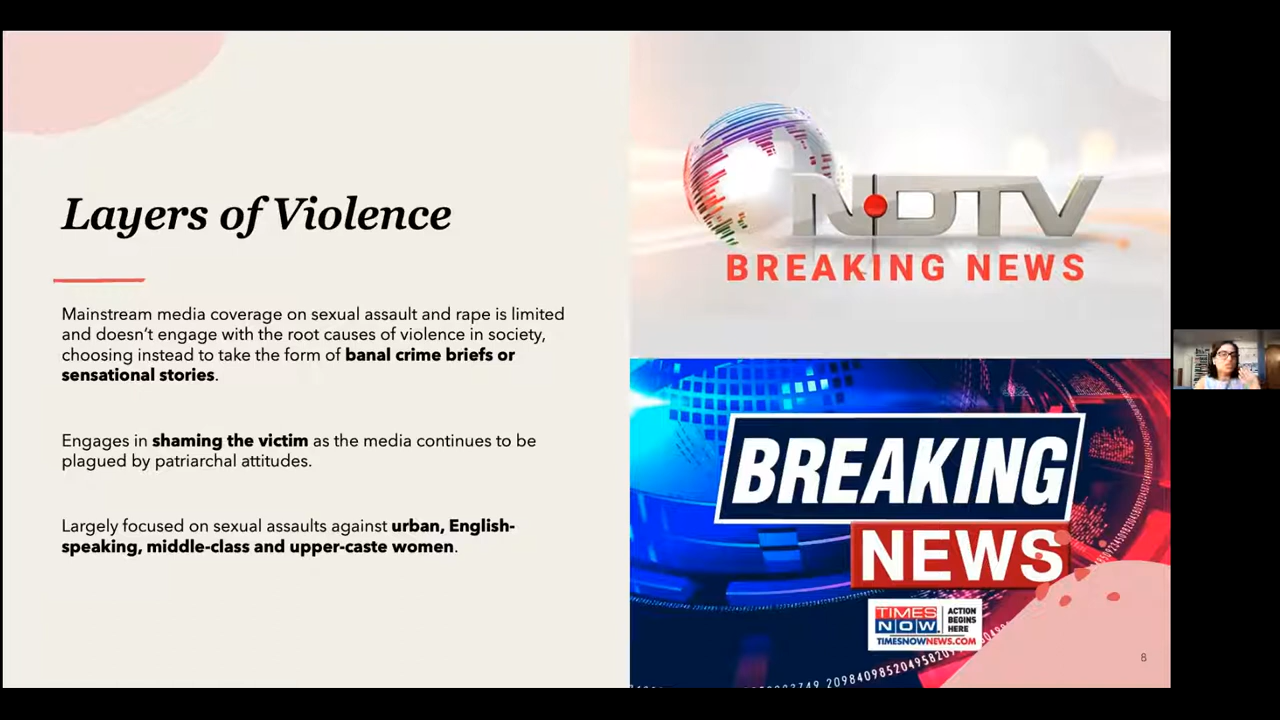 Layers of Violence
Mainstream media coverage on sexual assault and rape is limited
and doesn’t engage with the root causes of violence in society,
choosing instead to take the form of banal crime briefs or
sensational stories.
Engages in shaming the victim as the media continues to be
plagued by patriarchal attitudes.
Largely focused on sexual assaults against urban, English-
speaking, middle-class and upper-caste women.
NDTV
BREAKING NEWS
BREAKING
NEWS
TIMES
NOW
ACTION
BEGINS
HERE
TIMESNOWNEWS.COM
8